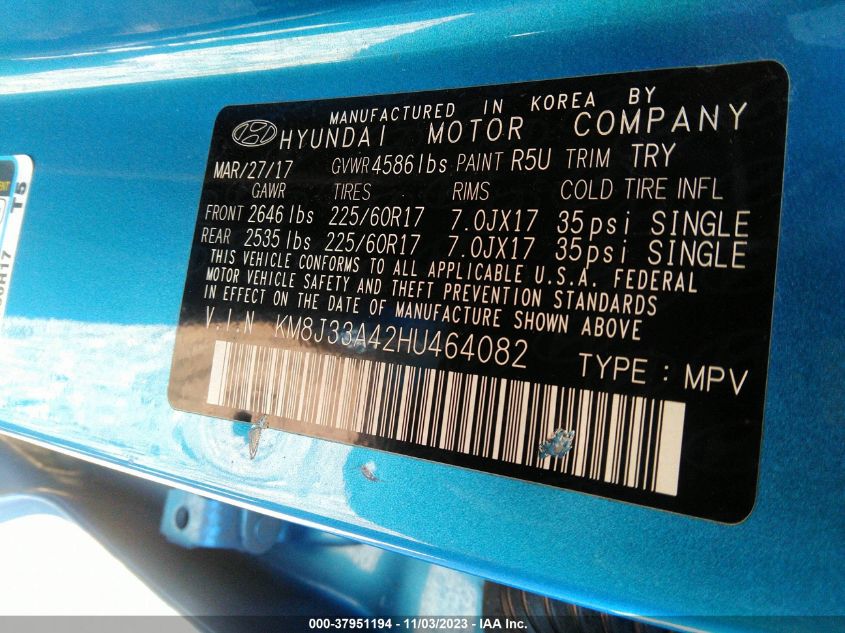 MANUFACTURED IN KOREA BY
HYUNDAI MOTOR COMPANY
MAR/27/17 GVWR 4586 lbs PAINT R5U TRIM TRY
GAWR TIRES RIMS COLD TIRE INFL
FRONT 2646 lbs 225/60R17 7.0JX17 35psi SINGLE
REAR 2535 lbs 225/60R17 7.0JX17 35psi SINGLE
THIS VEHICLE CONFORMS TO ALL APPLICABLE U.S.A. FEDERAL
MOTOR VEHICLE SAFETY AND THEFT PREVENTION STANDARDS
IN EFFECT ON THE DATE OF MANUFACTURE SHOWN ABOVE
V.I.N KM8J33A42HU464082
TYPE : MPV
T5
000-37951194 - 11/03/2023 - IAA Inc.